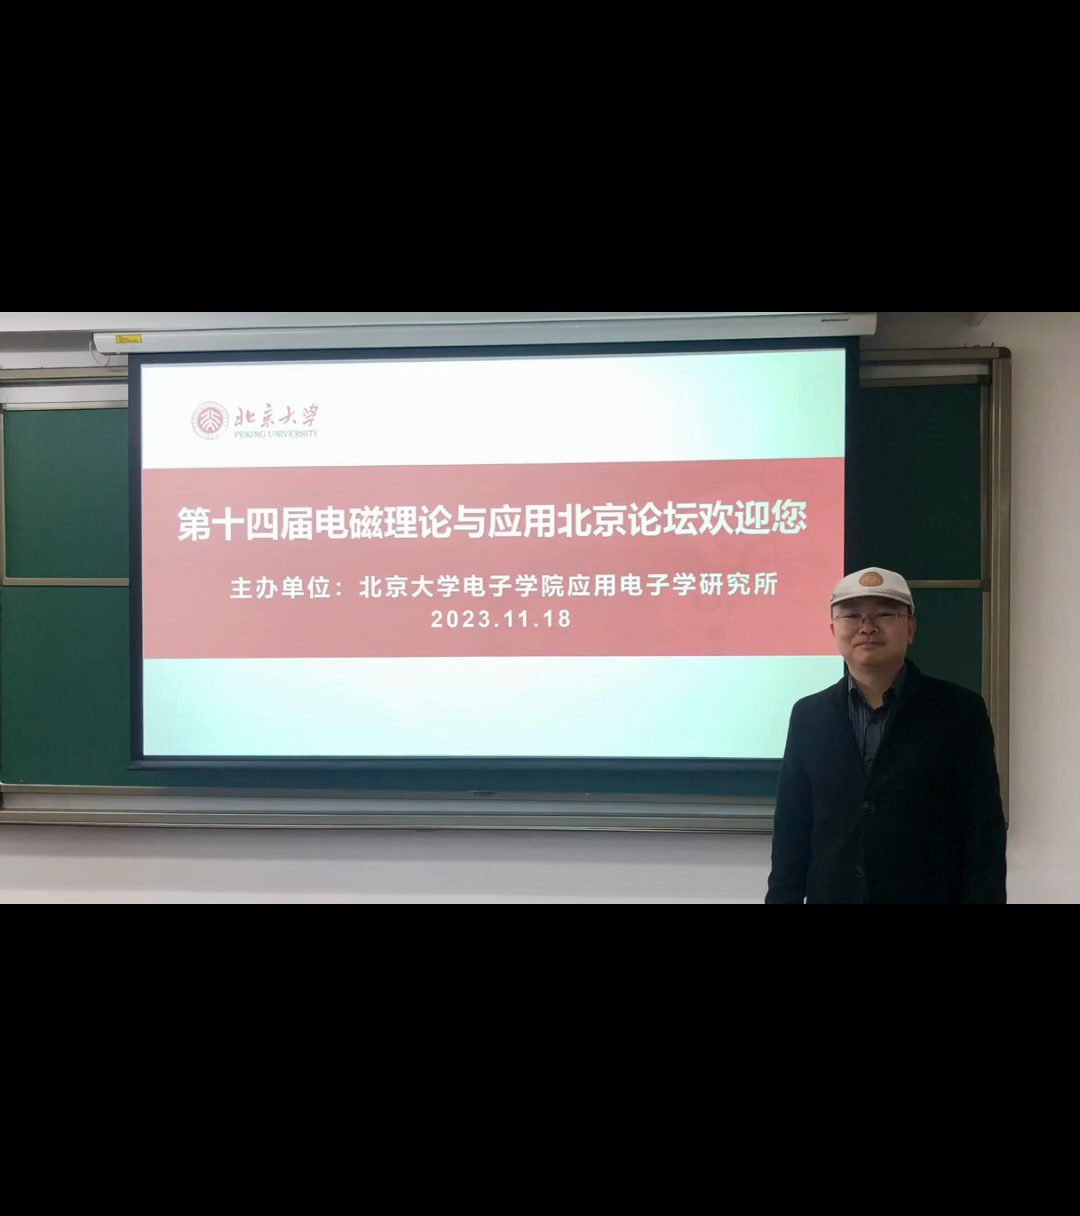 北京大学
PEKING UNIVERSITY
第十四届电磁理论与应用北京论坛欢迎您
主办单位：北京大学电子学院应用电子学研究所
2023.11.18